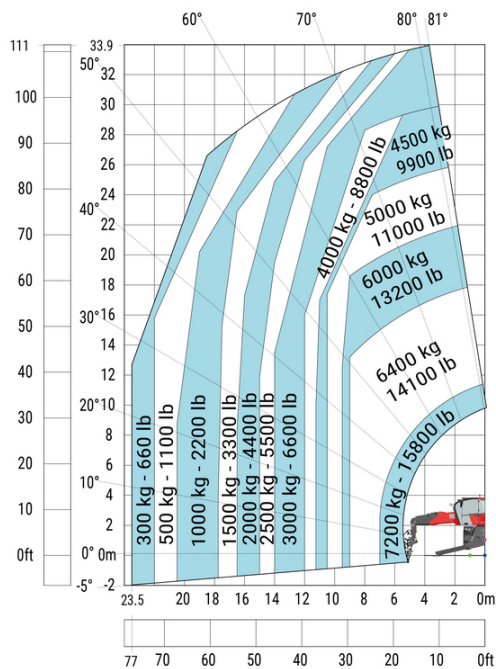 60°
70°
80°
81°
111
33.9
50°
32
100
30
90
28
26
80
24
40°
70
22
20
60
18
50
30°
16
14
40
12
30
20°
10
8
20
6
10°
10
4
2
0ft
0°
0m
-5°
-2
4500 kg
9900 lb
4000 kg - 8800 lb
5000 kg
11000 lb
6000 kg
13200 lb
6400 kg
14100 lb
7200 kg - 15800 lb
300 kg - 660 lb
500 kg - 1100 lb
1000 kg - 2200 lb
1500 kg - 3300 lb
2000 kg - 4400 lb
2500 kg - 5500 lb
3000 kg - 6600 lb
23.5 20 18 16 14 12 10 8 6 4 2 0m
77 70 60 50 40 30 20 10 0ft